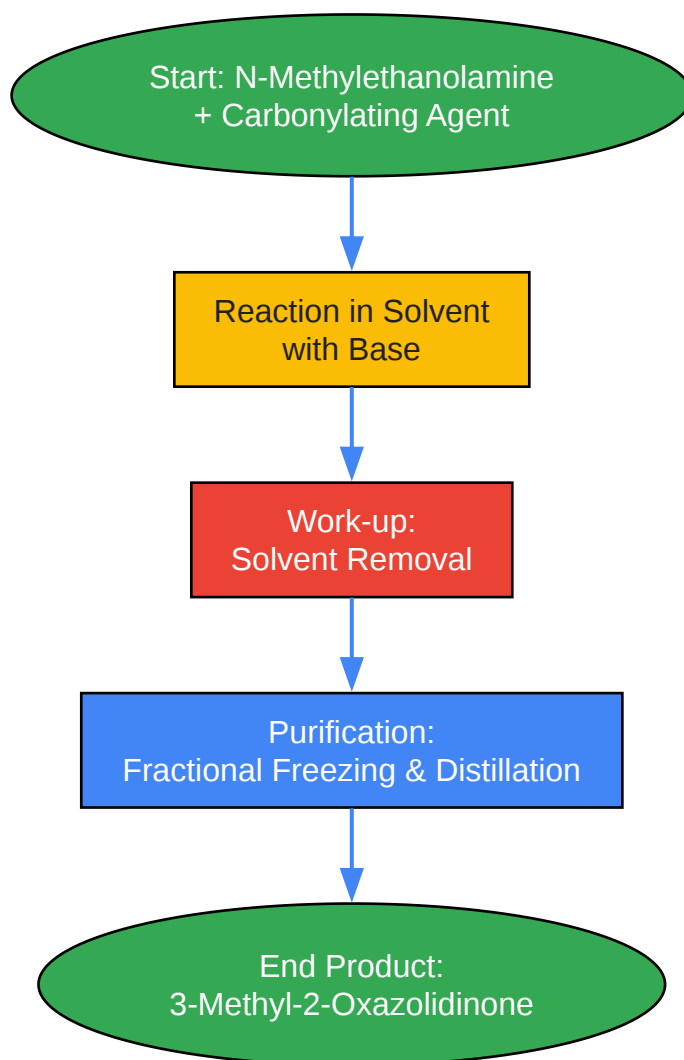 Start: N-Methylethanolamine
+ Carbonylating Agent
Reaction in Solvent
with Base
Work-up:
Solvent Removal
Purification:
Fractional Freezing & Distillation
End Product:
3-Methyl-2-Oxazolidinone